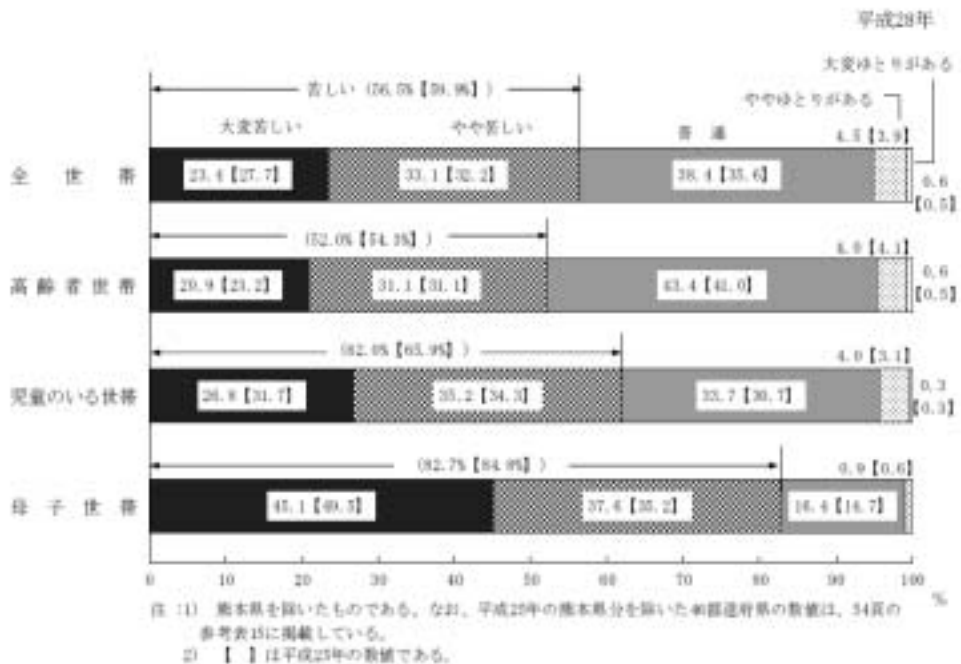 平成28年
大変ゆとりがある
ややゆとりがある
苦しい (56.5%【59.9%】)
大変苦しい やや苦しい 普 通 4.5【3.9】
全 世 帯 23.4【27.7】 33.1【32.2】 38.4【35.6】 0.6【0.5】
(52.0%【54.3%】) 4.0【4.1】
高齢者世帯 20.9【23.2】 31.1【31.1】 43.4【41.0】 0.6【0.5】
(62.0%【65.9%】) 4.0【3.1】
児童のいる世帯 26.8【31.7】 35.2【34.3】 33.7【30.7】 0.3【0.3】
(82.7%【84.8%】) 0.9【0.6】
母 子 世 帯 45.1【49.5】 37.6【35.2】 16.4【14.7】
0 10 20 30 40 50 60 70 80 90 100 %
注:1) 熊本県を除いたものである。なお、平成25年の熊本県分を除いた46都道府県の数値は、54頁の
参考表15に掲載している。
2) 【 】は平成25年の数値である。